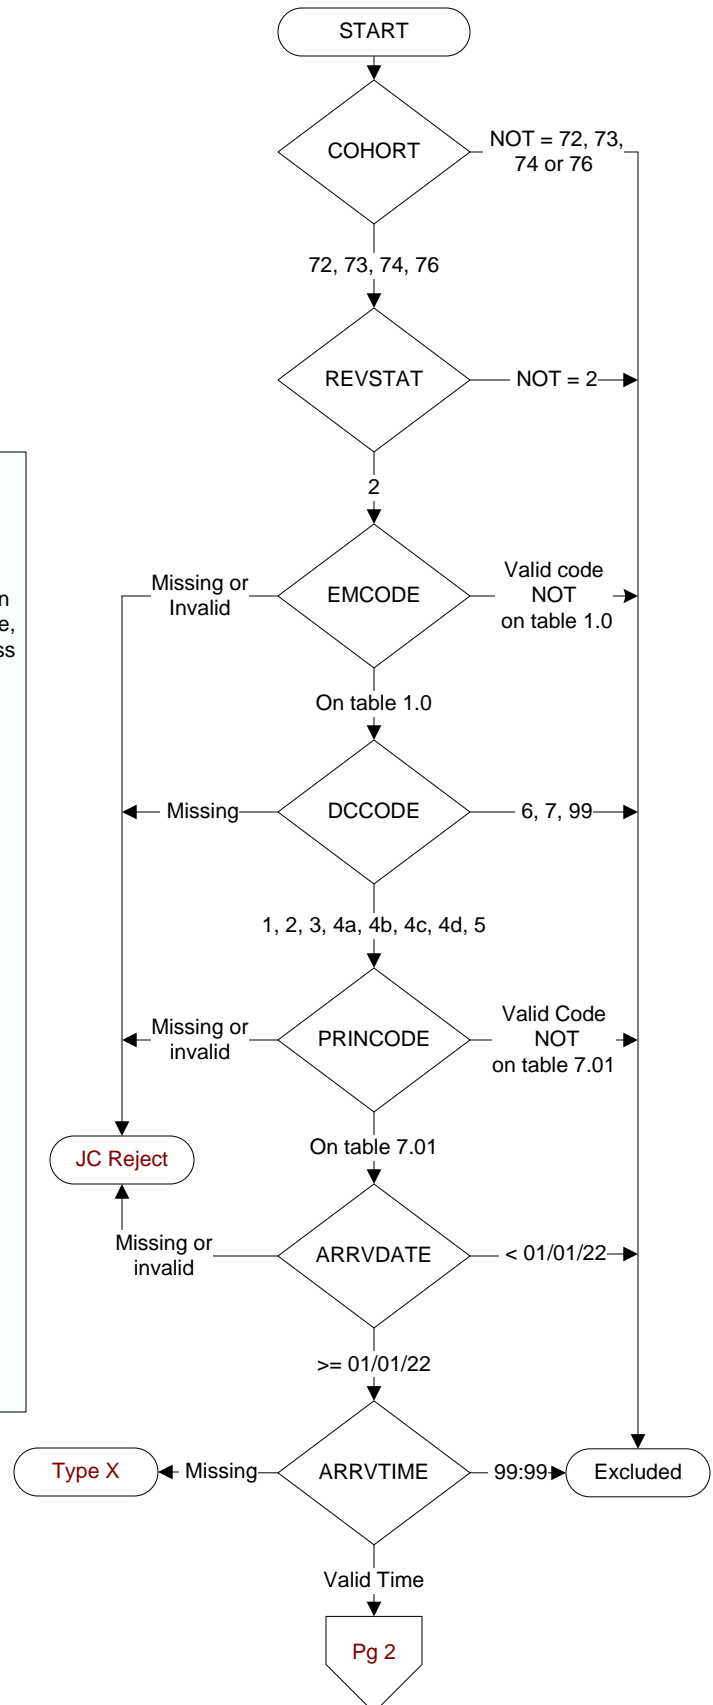 START
COHORT
NOT = 72, 73,
74 or 76
72, 73, 74, 76
REVSTAT
NOT = 2
2
n
e,
ss
Missing or
Invalid
EMCODE
Valid code
NOT
on table 1.0
On table 1.0
Missing
DCCODE
6, 7, 99
1, 2, 3, 4a, 4b, 4c, 4d, 5
Missing or
invalid
PRINCODE
Valid Code
NOT
on table 7.01
JC Reject
On table 7.01
Missing or
invalid
ARRVDATE
< 01/01/22
>= 01/01/22
Type X
Missing
ARRVTIME
99:99
Excluded
Valid Time
Pg 2